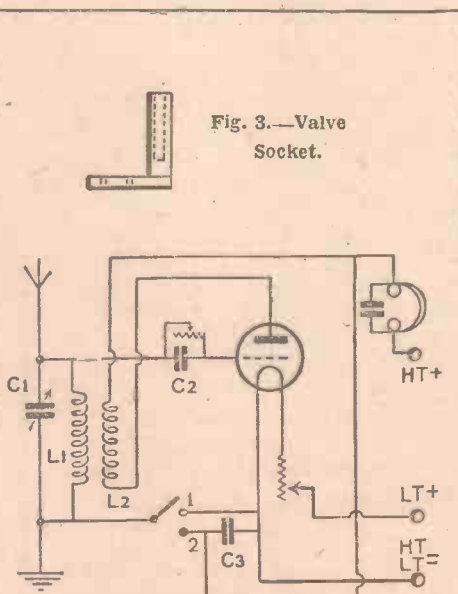 Fig. 3.—Valve
Socket.
HT+
C1
C2
L1
L2
1
LT+
2
C3
HT
LT=